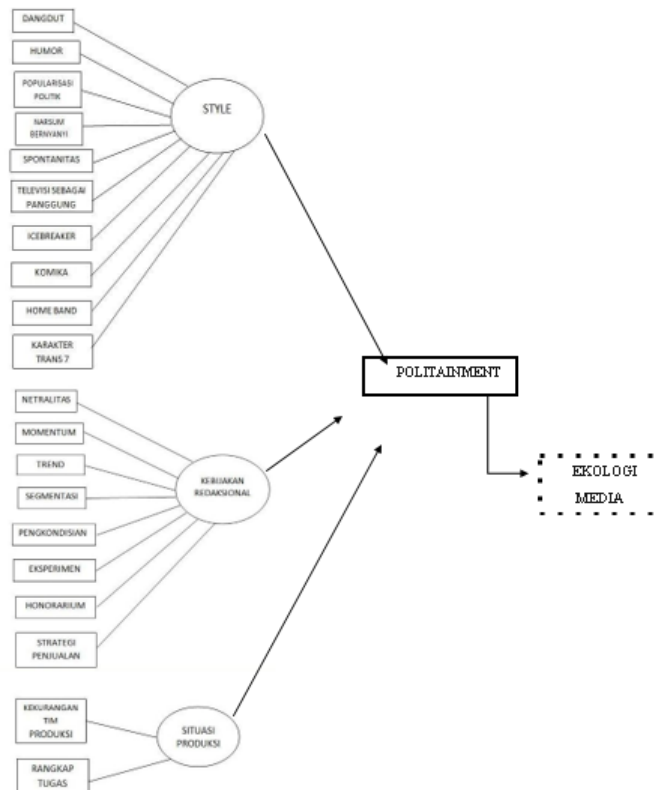 DANGDUT
HUMOR
POPULARISASI
POLITIK
NARSUM
BERNYANYI
SPONTANITAS
TELEVISI SEBAGAI
PANGGUNG
ICEBREAKER
KOMIKA
HOME BAND
KARAKTER
TRANS 7
STYLE
NETRALITAS
MOMENTUM
TREND
SEGMENTASI
PENGKONDISIAN
EKSPERIMEN
HONORARIUM
STRATEGI
PENJUALAN
KEBIJAKAN
REDAKSIONAL
KEKURANGAN
TIM
PRODUKSI
RANGKAP
TUGAS
SITUASI
PRODUKSI
POLITAINMENT
EKOLOGI
MEDIA